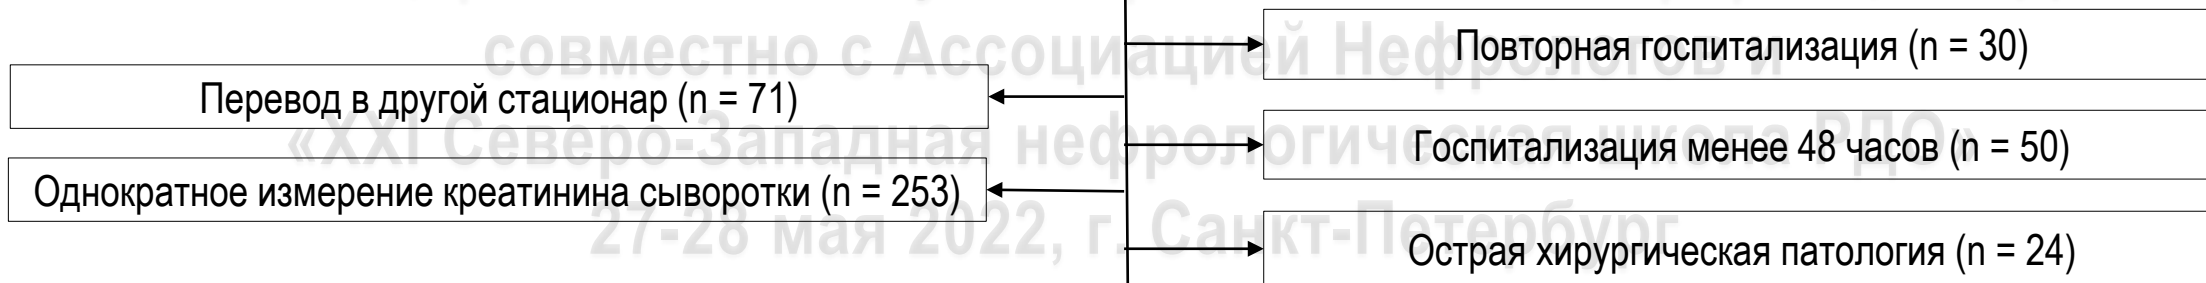 совместно с Ассоциацией Нефрологов и
Повторная госпитализация (n = 30)
Перевод в другой стационар (n = 71)
«XXI Северо-Западная нефрологическая школа РДО»
Госпитализация менее 48 часов (n = 50)
Однократное измерение креатинина сыворотки (n = 253)
27-28 мая 2022, г. Санкт-Петербург
Острая хирургическая патология (n = 24)